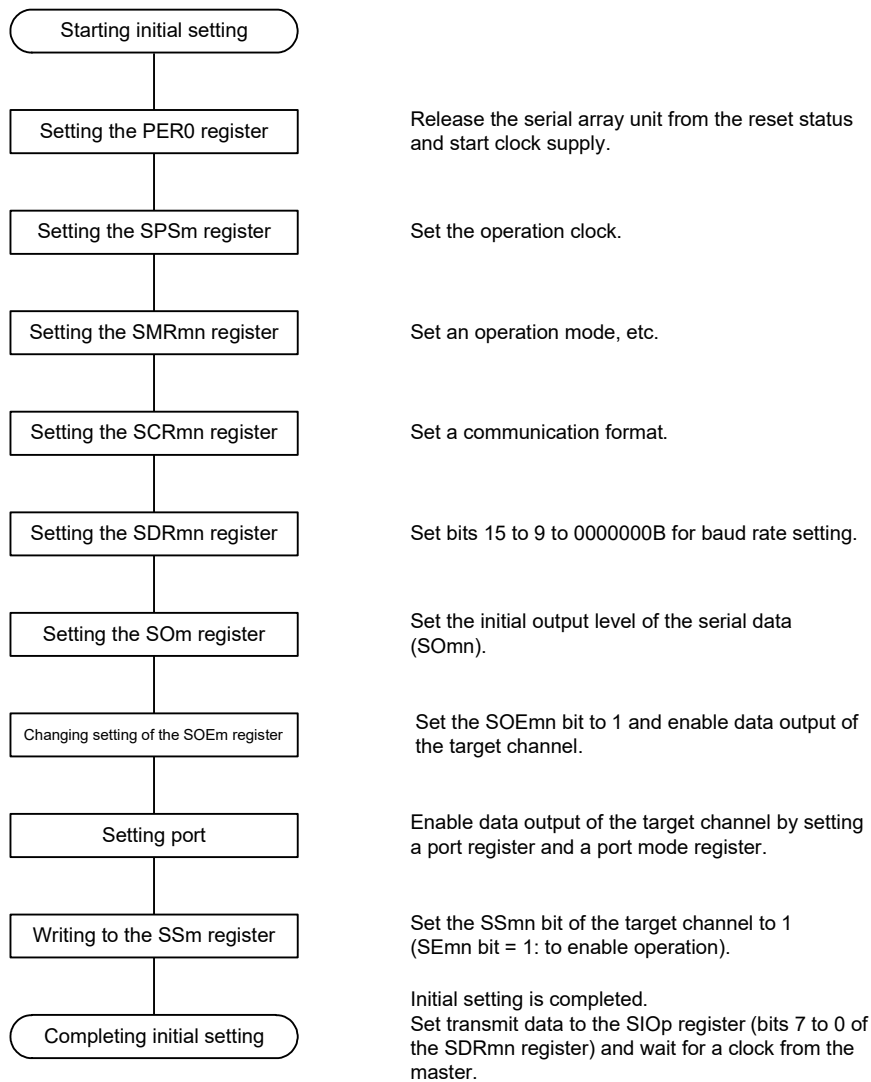 Starting initial setting
Setting the PER0 register
Release the serial array unit from the reset status
and start clock supply.
Setting the SPSm register
Set the operation clock.
Setting the SMRmn register
Set an operation mode, etc.
Setting the SCRmn register
Set a communication format.
Setting the SDRmn register
Set bits 15 to 9 to 0000000B for baud rate setting.
Setting the SOm register
Set the initial output level of the serial data
(SOmn).
Changing setting of the SOEm register
Set the SOEmn bit to 1 and enable data output of
the target channel.
Setting port
Enable data output of the target channel by setting
a port register and a port mode register.
Writing to the SSm register
Set the SSmn bit of the target channel to 1
(SEmn bit = 1: to enable operation).
Completing initial setting
Initial setting is completed.
Set transmit data to the SIOp register (bits 7 to 0 of
the SDRmn register) and wait for a clock from the
master.